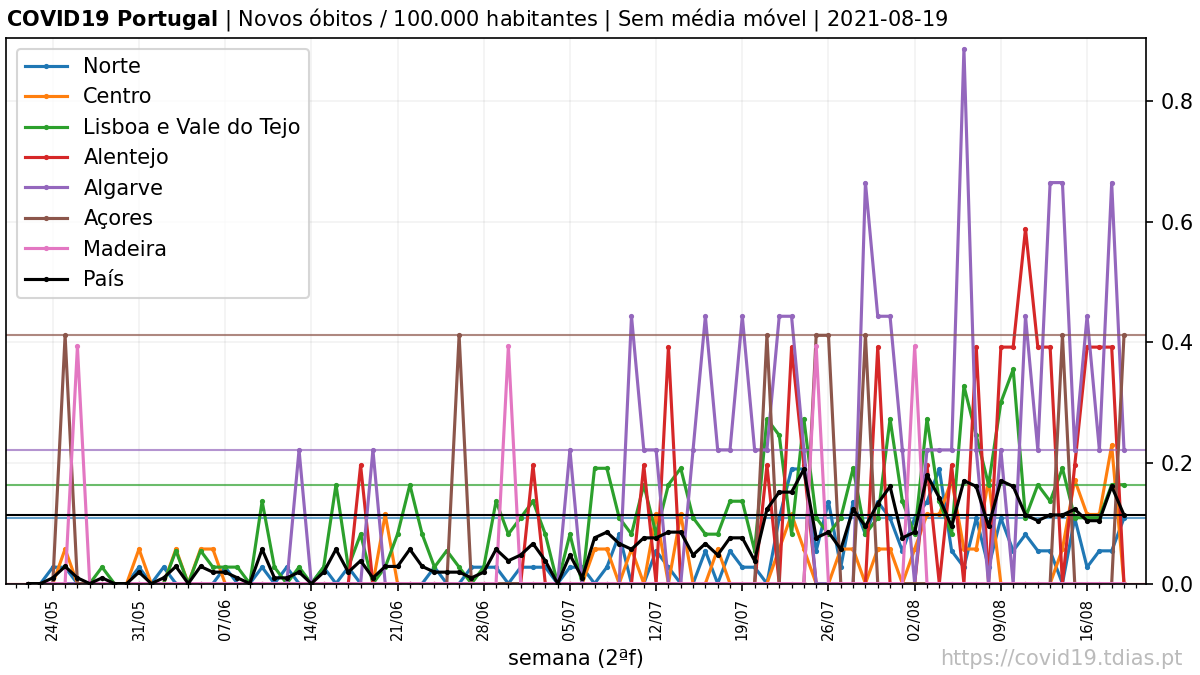 COVID19 Portugal | Novos óbitos / 100.000 habitantes | Sem média móvel | 2021-08-19
Norte
Centro
Lisboa e Vale do Tejo
Alentejo
Algarve
Açores
Madeira
País
0.8
0.6
0.4
0.2
0.0
24/05
31/05
07/06
14/06
21/06
28/06
05/07
12/07
19/07
26/07
02/08
09/08
16/08
semana (2ªf)
https://covid19.tdias.pt